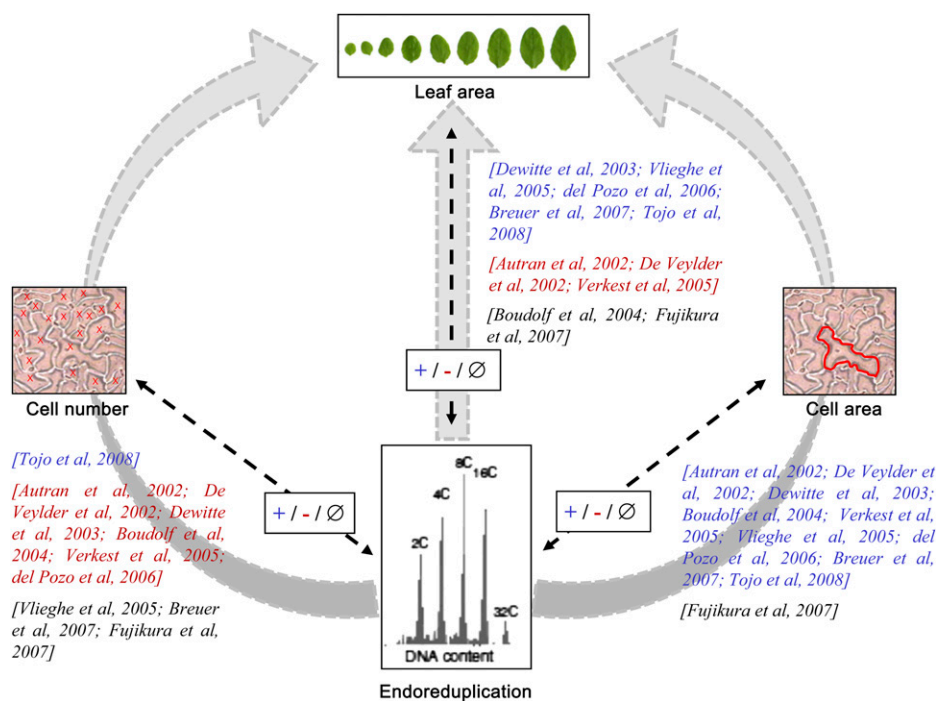 Leaf area
[Dewitte et al, 2003; Vlieghe et
al, 2005; del Pozo et al, 2006;
Breuer et al, 2007; Tojo et al,
2008]
[Autran et al, 2002; De Veylder
et al, 2002; Verkest et al, 2005]
[Boudolf et al, 2004; Fujikura
et al, 2007]
+ / - / ∅
Cell number
Cell area
[Tojo et al, 2008]
[Autran et al, 2002; De
Veylder et al, 2002; Dewitte
et al, 2003; Boudolf et al,
2004; Verkest et al, 2005;
del Pozo et al, 2006]
[Vlieghe et al, 2005; Breuer
et al, 2007; Fujikura et al,
2007]
+ / - / ∅
+ / - / ∅
[Autran et al, 2002; De Veylder et
al, 2002; Dewitte et al, 2003;
Boudolf et al, 2004; Verkest et al,
2005; Vlieghe et al, 2005; del
Pozo et al, 2006; Breuer et al,
2007; Tojo et al, 2008]
[Fujikura et al, 2007]
2C
4C
8C
16C
32C
DNA content
Endoreduplication